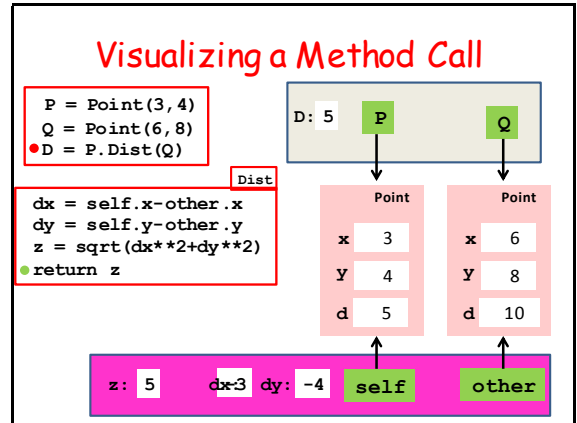 Visualizing a Method Call
P = Point(3,4)
Q = Point(6,8)
D = P.Dist(Q)
Dist
dx = self.x-other.x
dy = self.y-other.y
z = sqrt(dx**2+dy**2)
return z
D: 5 P Q
Point Point
x 3 x 6
y 4 y 8
d 5 d 10
z: 5 dx-3 dy: -4 self other